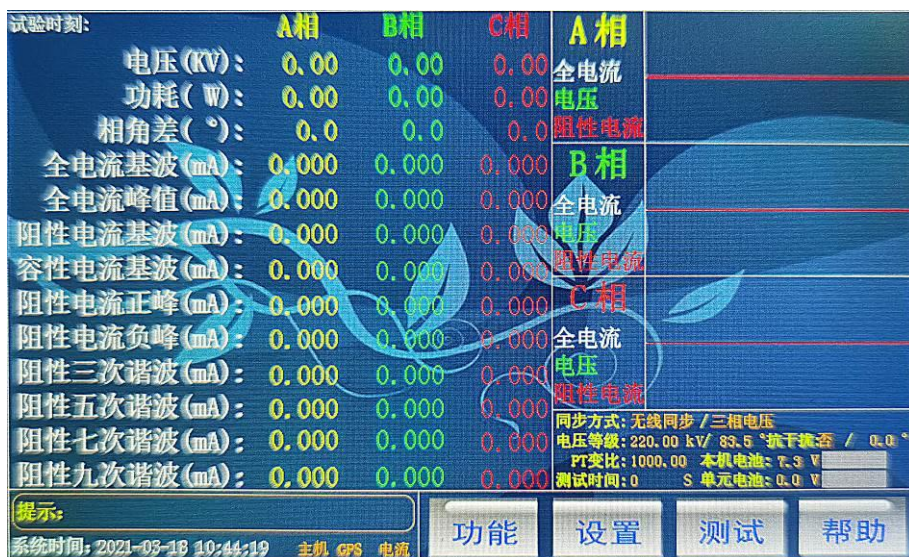 试验时刻: A相 B相 C相
电压(KV): 0.00 0.00 0.00
功耗( W): 0.00 0.00 0.00
相角差( °): 0.0 0.0 0.0
全电流基波(mA): 0.000 0.000 0.000
全电流峰值(mA): 0.000 0.000 0.000
阻性电流基波(mA): 0.000 0.000 0.000
容性电流基波(mA): 0.000 0.000 0.000
阻性电流正峰(mA): 0.000 0.000 0.000
阻性电流负峰(mA): 0.000 0.000 0.000
阻性三次谐波(mA): 0.000 0.000 0.000
阻性五次谐波(mA): 0.000 0.000 0.000
阻性七次谐波(mA): 0.000 0.000 0.000
阻性九次谐波(mA): 0.000 0.000 0.000
A相
全电流
电压
阻性电流
B相
全电流
电压
阻性电流
C相
全电流
电压
阻性电流
同步方式: 无线同步 /三相电压
电压等级: 220.00 kV/ 83.5 °抗干扰:否 / 0.0 °
PT变比: 1000.00 本机电池: 7.3 V
测试时间: 0 S 单元电池: 0.0 V
提示:
系统时间: 2021-03-18 10:44:19 主机 GPS 电流
功能 设置 测试 帮助